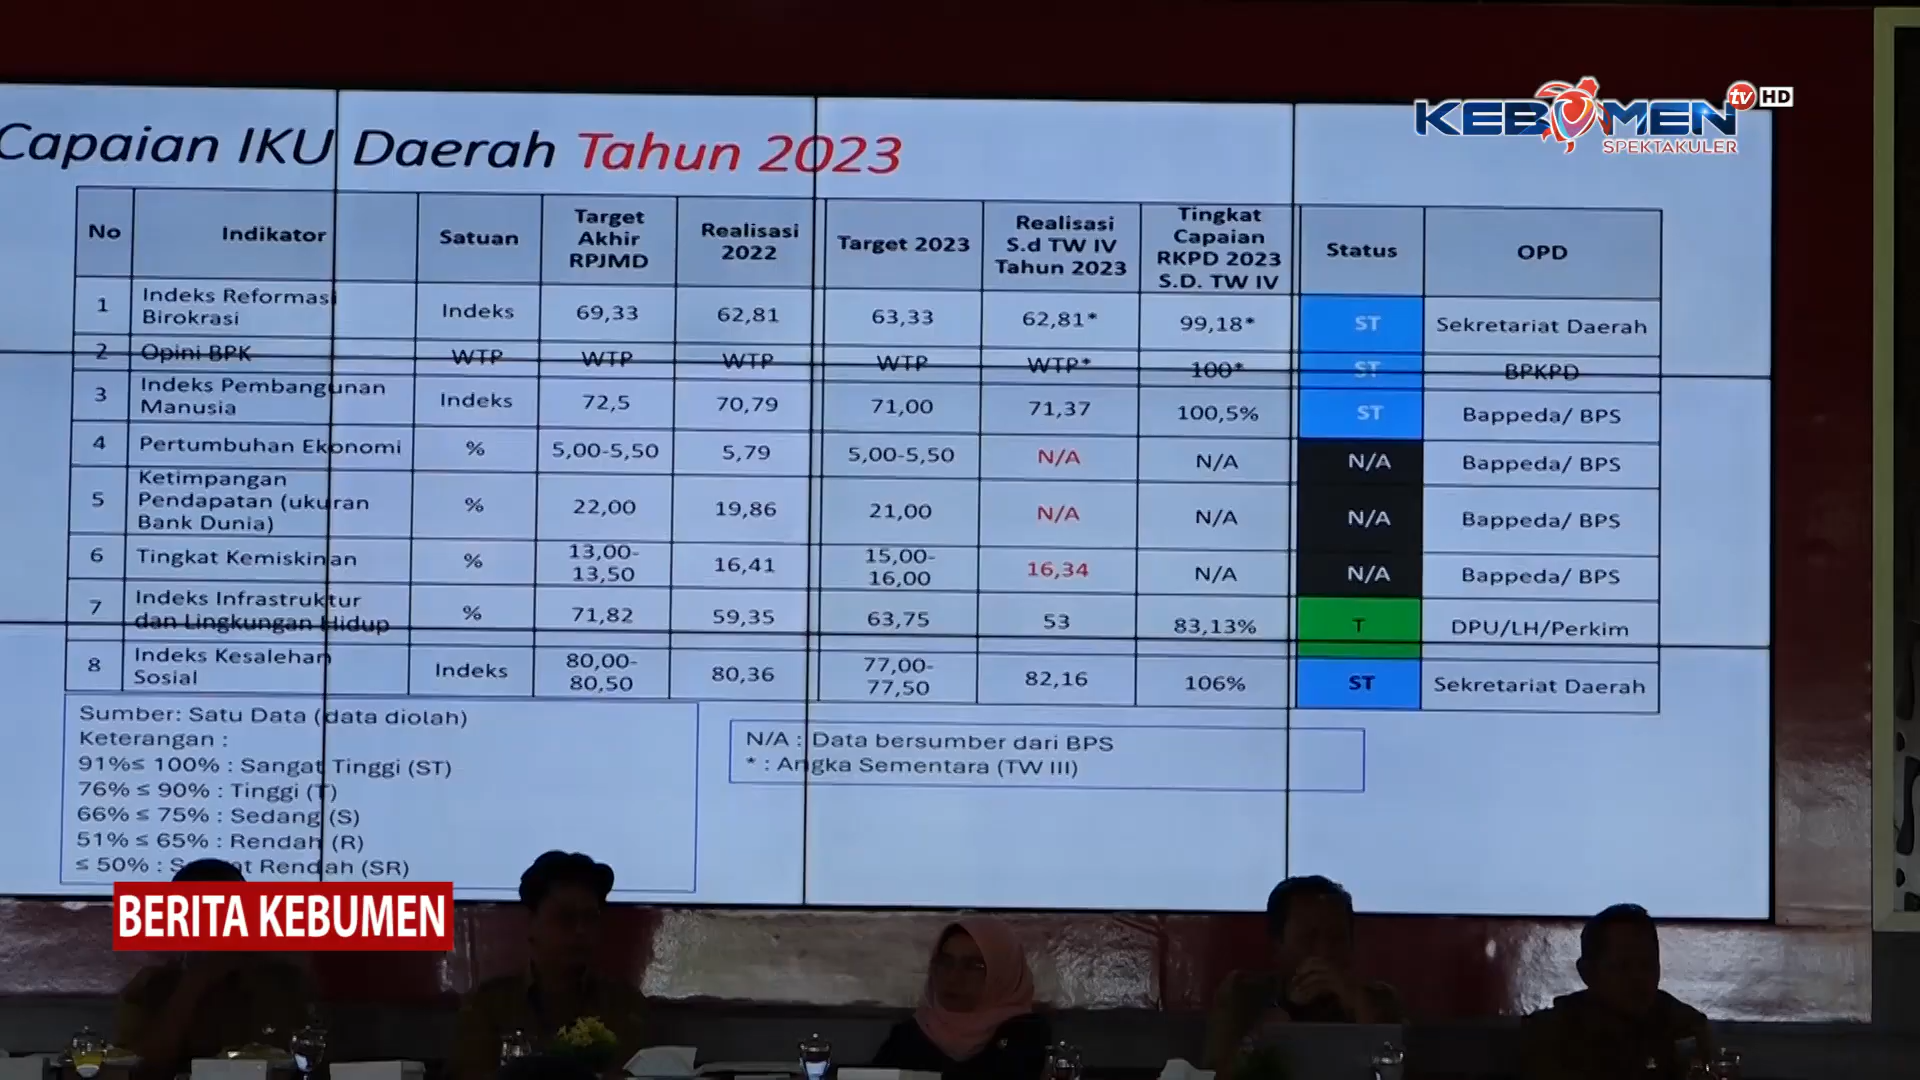 KEBUMEN tv HD
SPEKTAKULER
Capaian IKU Daerah Tahun 2023
No
Indikator
Satuan
Target
Akhir
RPJMD
Realisasi
2022
Target 2023
Realisasi
S.d TW IV
Tahun 2023
Tingkat
Capaian
RKPD 2023
S.D. TW IV
Status
OPD
1
Indeks Reformasi
Birokrasi
Indeks
69,33
62,81
63,33
62,81*
99,18*
ST
Sekretariat Daerah
2
Opini BPK
WTP
WTP
WTP
WTP
WTP*
100*
ST
BPKPD
3
Indeks Pembangunan
Manusia
Indeks
72,5
70,79
71,00
71,37
100,5%
ST
Bappeda/ BPS
4
Pertumbuhan Ekonomi
%
5,00-5,50
5,79
5,00-5,50
N/A
N/A
N/A
Bappeda/ BPS
5
Ketimpangan
Pendapatan (ukuran
Bank Dunia)
%
22,00
19,86
21,00
N/A
N/A
N/A
Bappeda/ BPS
6
Tingkat Kemiskinan
%
13,00-
13,50
16,41
15,00-
16,00
16,34
N/A
N/A
Bappeda/ BPS
7
Indeks Infrastruktur
dan Lingkungan Hidup
%
71,82
59,35
63,75
53
83,13%
T
DPU/LH/Perkim
8
Indeks Kesalehan
Sosial
Indeks
80,00-
80,50
80,36
77,00-
77,50
82,16
106%
ST
Sekretariat Daerah
Sumber: Satu Data (data diolah)
Keterangan :
91%≤ 100% : Sangat Tinggi (ST)
76% ≤ 90% : Tinggi (T)
66% ≤ 75% : Sedang (S)
51% ≤ 65% : Rendah (R)
≤ 50% : Sangat Rendah (SR)
N/A : Data bersumber dari BPS
* : Angka Sementara (TW III)
BERITA KEBUMEN